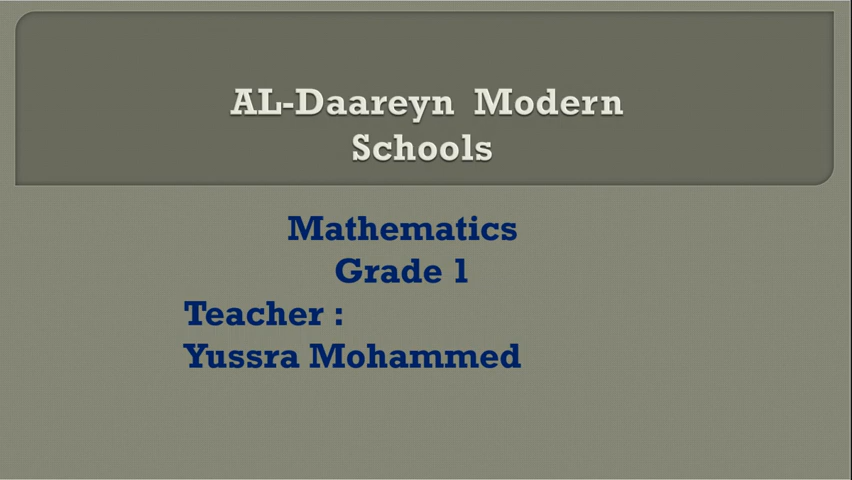 AL-Daareyn Modern
Schools
Mathematics
Grade 1
Teacher :
Yussra Mohammed